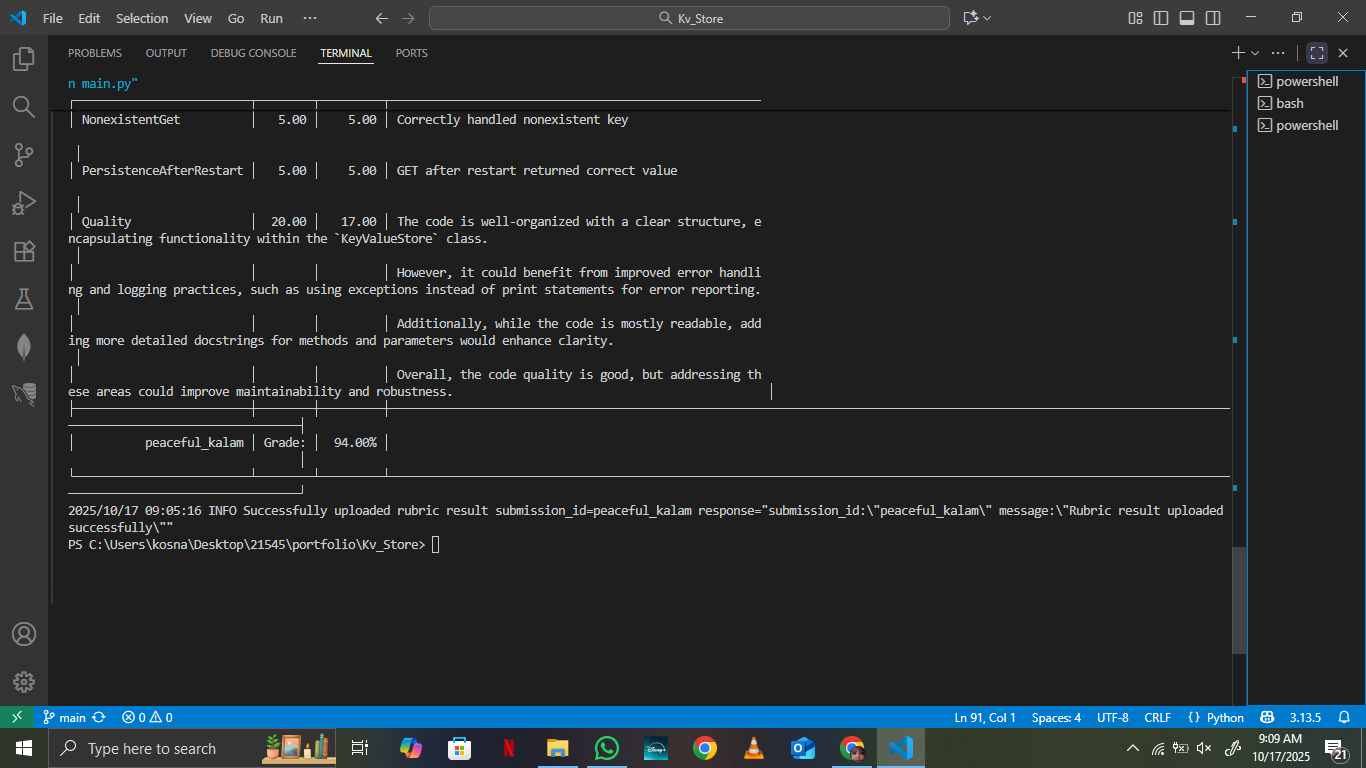 File Edit Selection View Go Run ···
Kv_Store
PROBLEMS OUTPUT DEBUG CONSOLE TERMINAL PORTS
n main.py"
powershell
bash
powershell
NonexistentGet | 5.00 | 5.00 | Correctly handled nonexistent key
PersistenceAfterRestart | 5.00 | 5.00 | GET after restart returned correct value
Quality | 20.00 | 17.00 | The code is well-organized with a clear structure, e
ncapsulating functionality within the `KeyValueStore` class.
However, it could benefit from improved error handli
ng and logging practices, such as using exceptions instead of print statements for error reporting.
Additionally, while the code is mostly readable, add
ing more detailed docstrings for methods and parameters would enhance clarity.
Overall, the code quality is good, but addressing th
ese areas could improve maintainability and robustness.
peaceful_kalam | Grade: | 94.00% |
2025/10/17 09:05:16 INFO Successfully uploaded rubric result submission_id=peaceful_kalam response="submission_id:\"peaceful_kalam\" message:\"Rubric result uploaded
successfully\""
PS C:\Users\kosna\Desktop\21545\portfolio\Kv_Store>
main 0 0 Ln 91, Col 1 Spaces: 4 UTF-8 CRLF {} Python 3.13.5
Type here to search
9:09 AM
10/17/2025
21